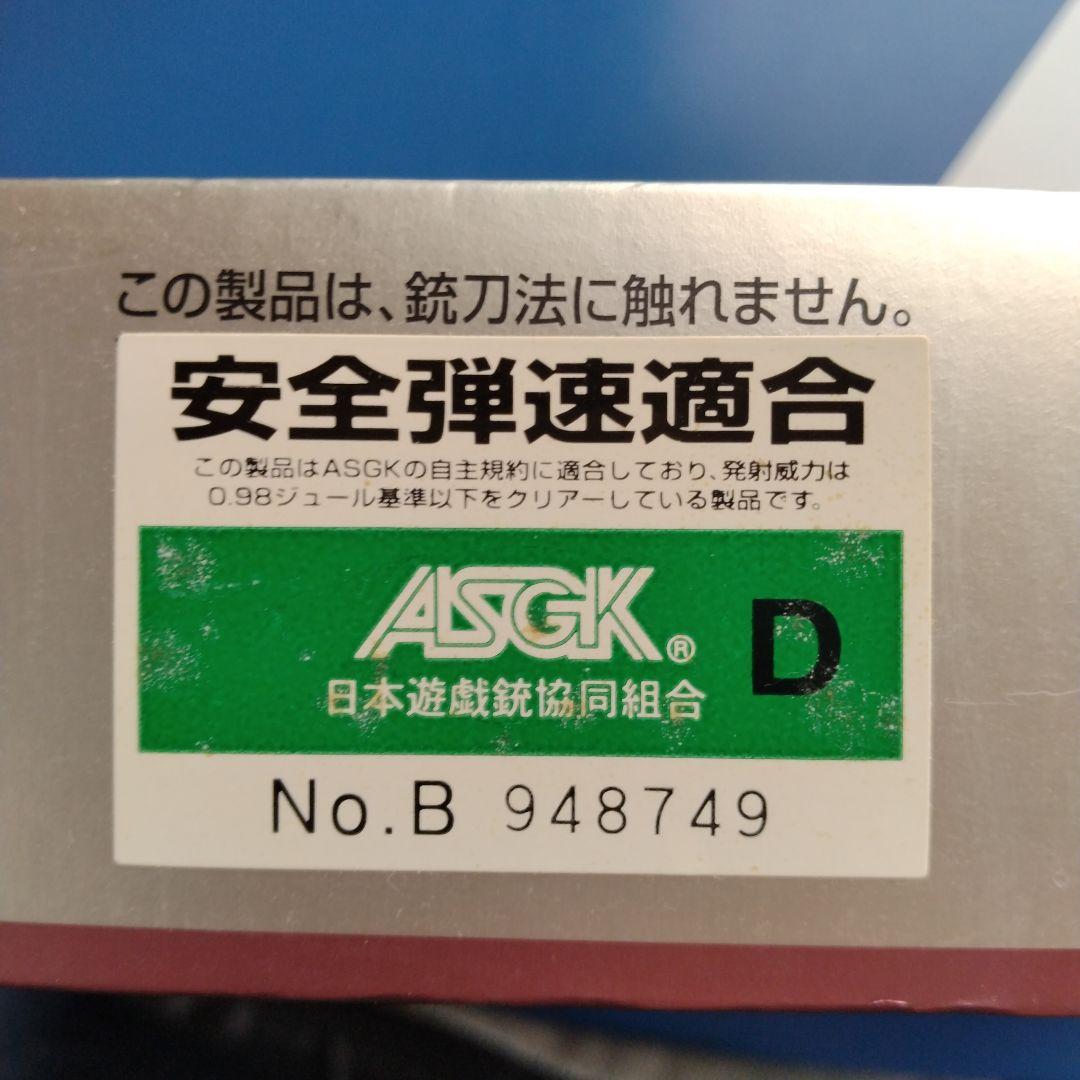 この製品は、銃刀法に触れません。
安全弾速適合
この製品はASGKの自主規約に適合しており、発射威力は
0.98ジュール基準以下をクリアーしている製品です。
ASGK® D
日本遊戯銃協同組合
No.B 948749